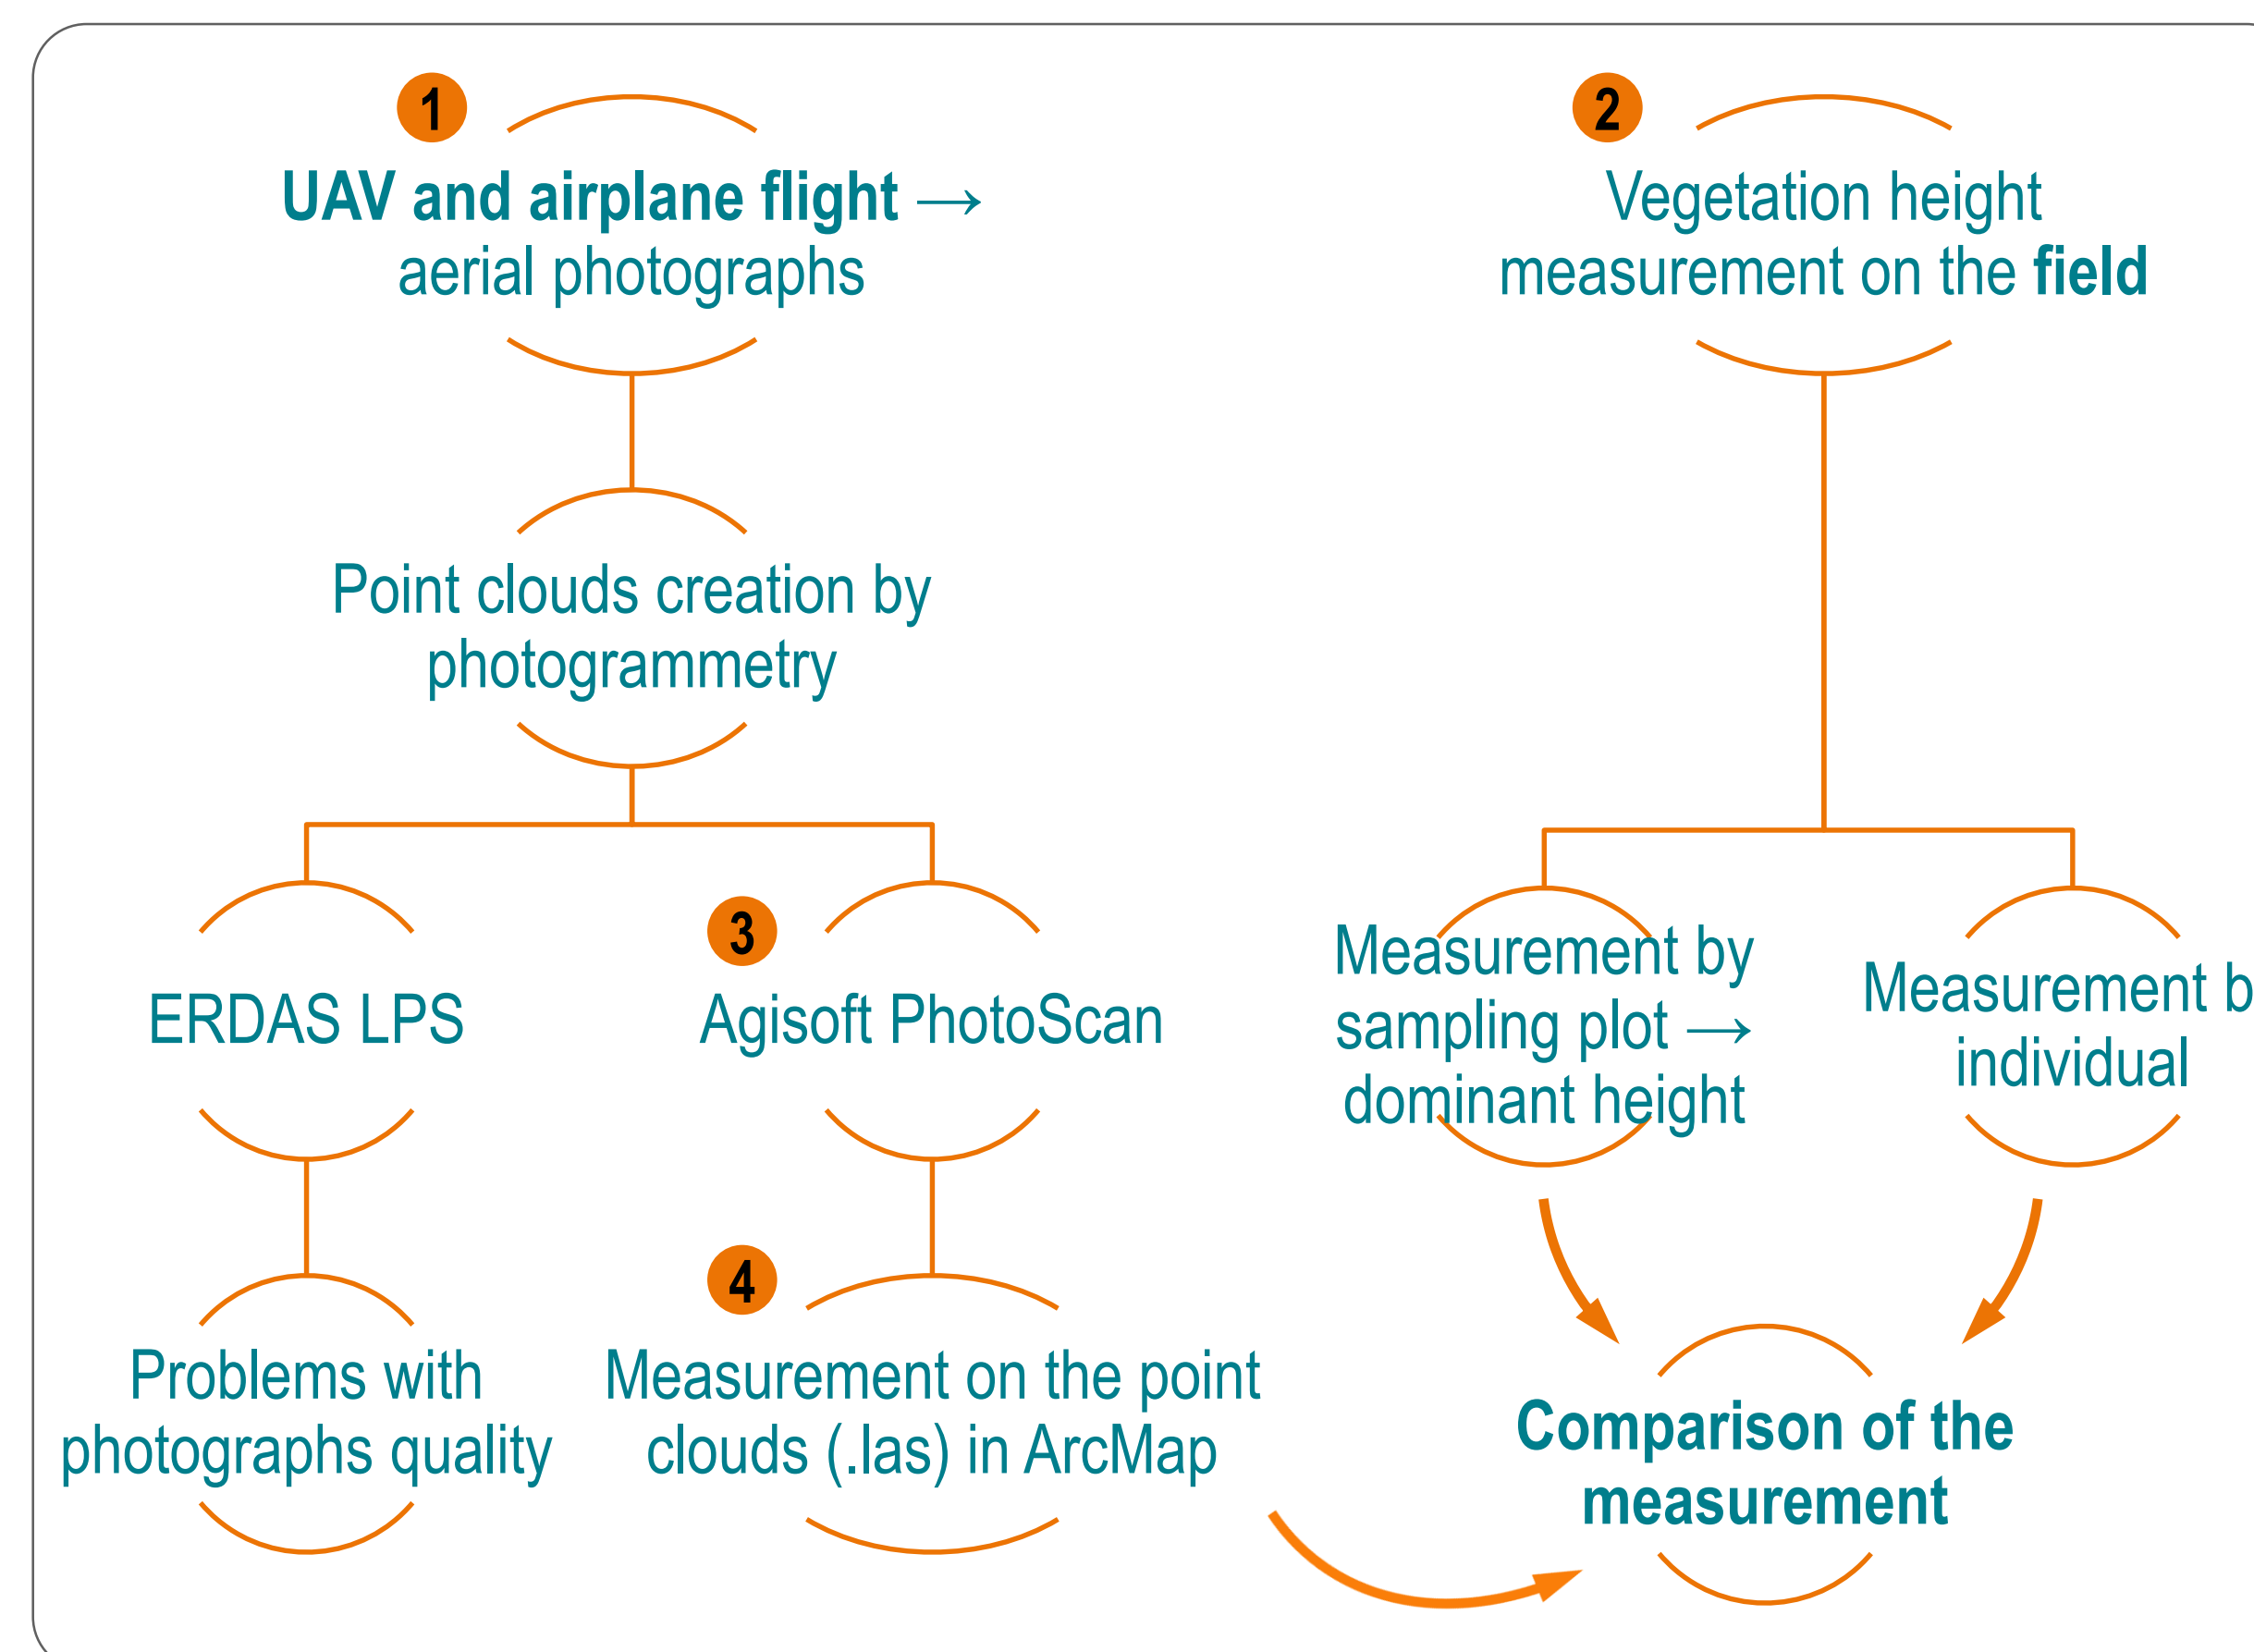 1
UAV and airplane flight →
aerial photographs
2
Vegetation height
measurement on the field
Point clouds creation by
photogrammetry
ERDAS LPS
3
Agisoft PhotoScan
Measurement by
sampling plot →
dominant height
Measurement b
individual
Problems with
photographs quality
4
Measurement on the point
clouds (.las) in ArcMap
Comparison of the
measurement